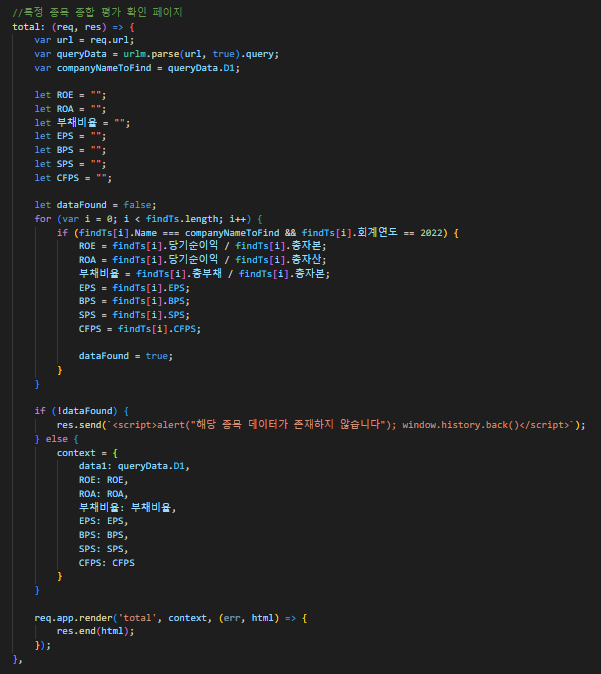 //특정 종목 종합 평가 확인 페이지
total: (req, res) => {
    var url = req.url;
    var queryData = urlm.parse(url, true).query;
    var companyNameToFind = queryData.D1;

    let ROE = "";
    let ROA = "";
    let 부채비율 = "";
    let EPS = "";
    let BPS = "";
    let SPS = "";
    let CFPS = "";

    let dataFound = false;
    for (var i = 0; i < findTs.length; i++) {
        if (findTs[i].Name === companyNameToFind && findTs[i].회계연도 == 2022) {
            ROE = findTs[i].당기순이익 / findTs[i].총자본;
            ROA = findTs[i].당기순이익 / findTs[i].총자산;
            부채비율 = findTs[i].총부채 / findTs[i].총자본;
            EPS = findTs[i].EPS;
            BPS = findTs[i].BPS;
            SPS = findTs[i].SPS;
            CFPS = findTs[i].CFPS;

            dataFound = true;
        }
    }

    if (!dataFound) {
        res.send(`<script>alert("해당 종목 데이터가 존재하지 않습니다"); window.history.back()</script>`);
    } else {
        context = {
            data1: queryData.D1,
            ROE: ROE,
            ROA: ROA,
            부채비율: 부채비율,
            EPS: EPS,
            BPS: BPS,
            SPS: SPS,
            CFPS: CFPS
        }
    }

    req.app.render('total', context, (err, html) => {
        res.end(html);
    });
},